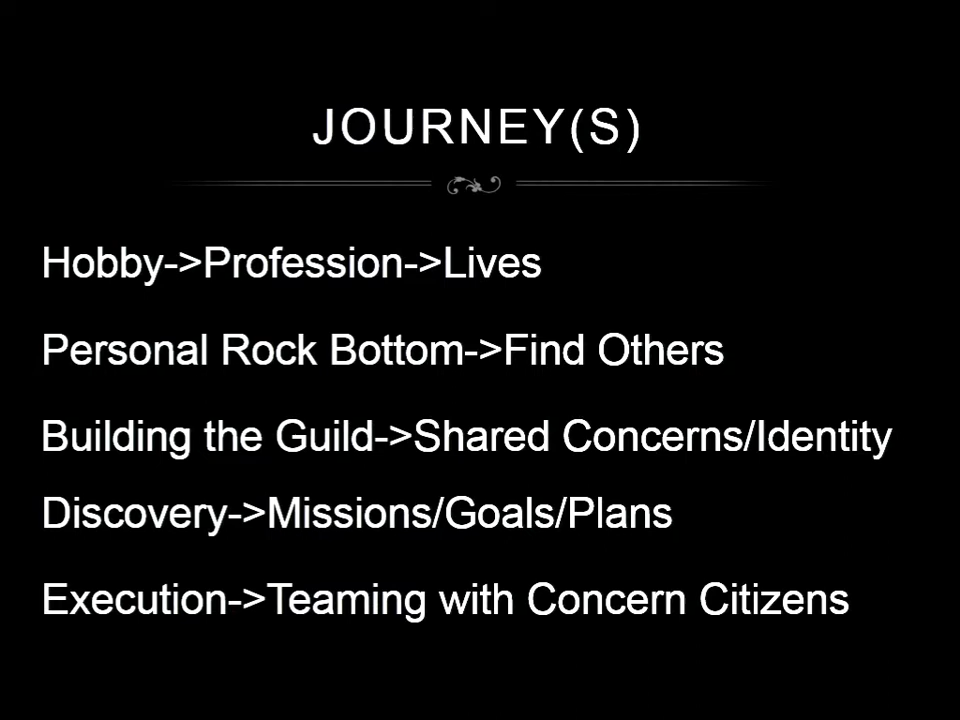 JOURNEY(S)
Hobby->Profession->Lives
Personal Rock Bottom->Find Others
Building the Guild->Shared Concerns/Identity
Discovery->Missions/Goals/Plans
Execution->Teaming with Concern Citizens